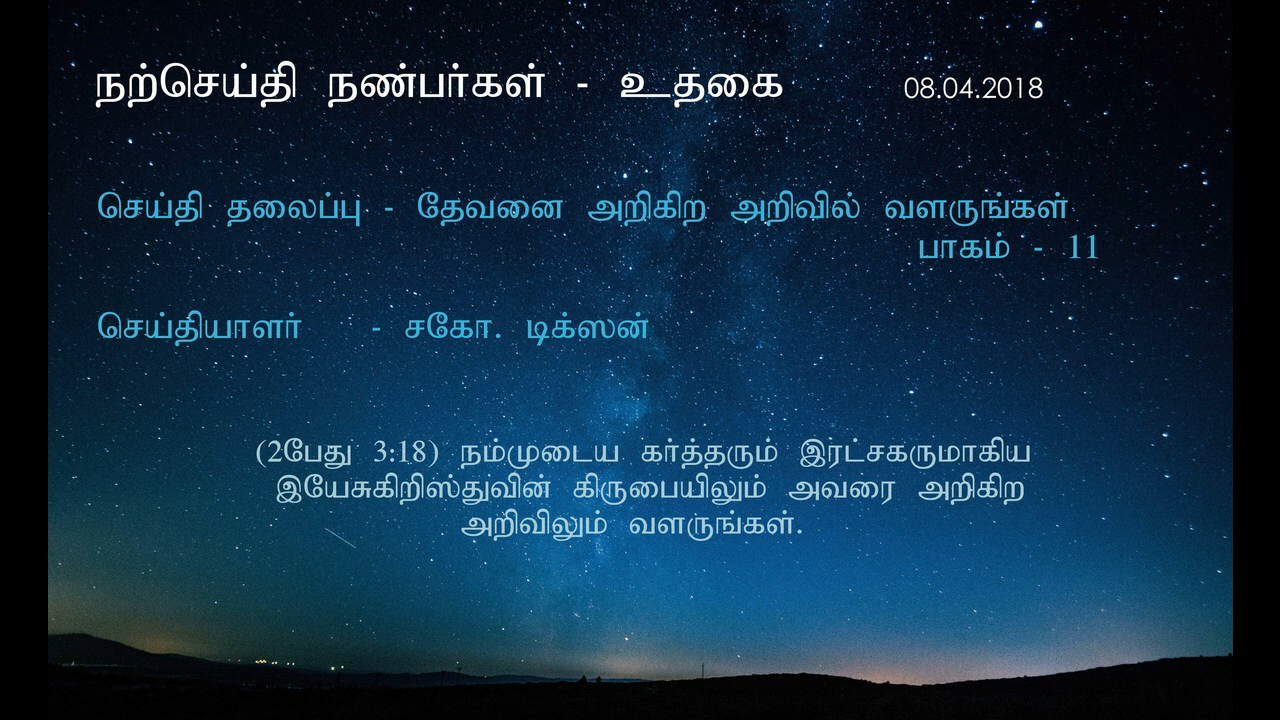 நற்செய்தி நண்பர்கள் - உதகை 08.04.2018
செய்தி தலைப்பு - தேவனை அறிகிற அறிவில் வளருங்கள்
பாகம் - 11
செய்தியாளர் - சகோ. டிக்ஸன்
(2பேது 3:18) நம்முடைய கர்த்தரும் இரட்சகருமாகிய
இயேசுகிறிஸ்துவின் கிருபையிலும் அவரை அறிகிற
அறிவிலும் வளருங்கள்.